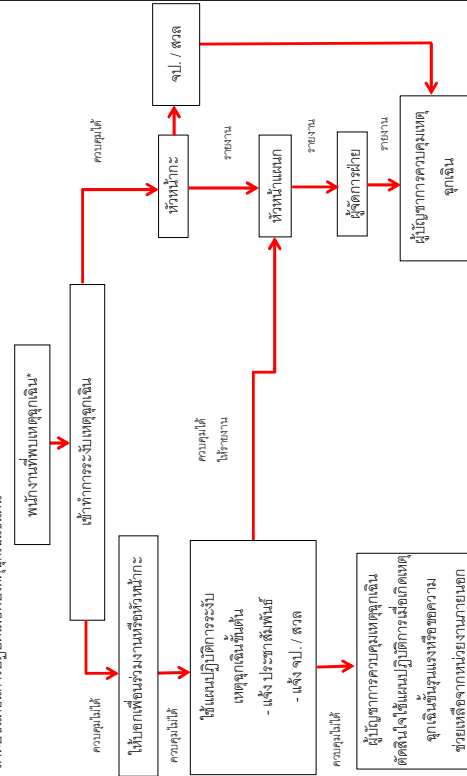 พนักงานที่พบเหตุฉุกเฉิน*
เข้าทำการระงับเหตุฉุกเฉิน
ควบคุมไม่ได้
ควบคุมได้
ให้บอกเพื่อนร่วมงานหรือหัวหน้ากะ
หัวหน้ากะ
จป. / สวล
ควบคุมไม่ได้
รายงาน
ใช้แผนปฏิบัติการระงับ
เหตุฉุกเฉินขั้นต้น
- แจ้ง ประชาสัมพันธ์
- แจ้ง จป. / สวล
ควบคุมได้
ให้รายงาน
หัวหน้าแผนก
รายงาน
ผู้จัดการฝ่าย
รายงาน
ควบคุมไม่ได้
ผู้บัญชาการควบคุมเหตุฉุกเฉิน
ตัดสินใจใช้แผนปฏิบัติการเมื่อเกิดเหตุ
ฉุกเฉินขั้นรุนแรงหรือขอความ
ช่วยเหลือจากหน่วยงานภายนอก
ผู้บัญชาการควบคุมเหตุ
ฉุกเฉิน